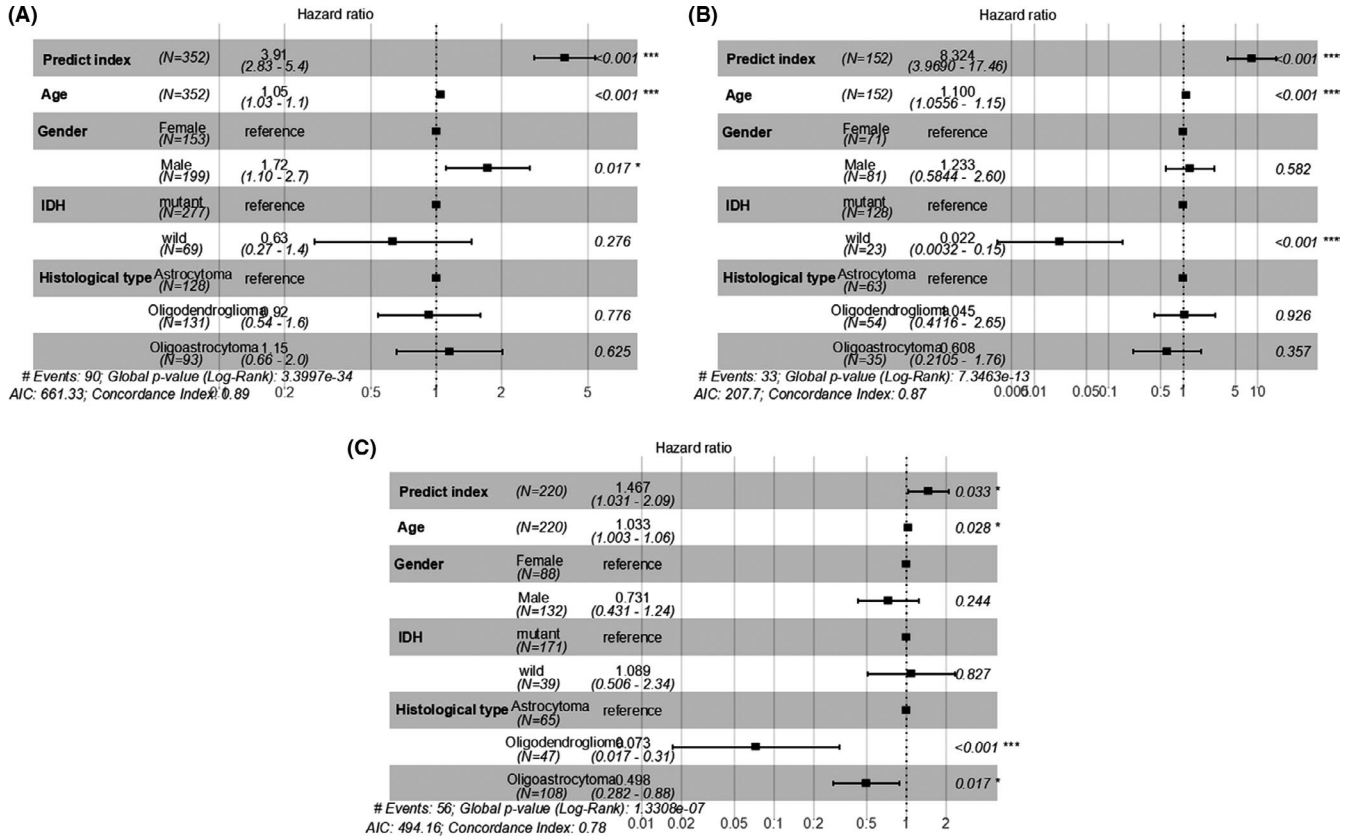 (A)
Hazard ratio
Predict index (N=352) 3.91 (2.83 - 5.4) <0.001 ***
Age (N=352) 1.05 (1.03 - 1.1) <0.001 ***
Gender Female (N=153) reference
Male (N=199) 1.72 (1.10 - 2.7) 0.017 *
IDH mutant (N=277) reference
wild (N=69) 0.63 (0.27 - 1.4) 0.276
Histological type Astrocytoma (N=128) reference
Oligodendroglioma (N=131) 0.92 (0.54 - 1.6) 0.776
Oligoastrocytoma (N=93) 1.15 (0.66 - 2.0) 0.625
# Events: 90; Global p-value (Log-Rank): 3.3997e-34
AIC: 661.33; Concordance Index: 0.89
0.1 0.2 0.5 1 5
(B)
Hazard ratio
Predict index (N=152) 8.324 (3.9690 - 17.46) <0.001 ***
Age (N=152) 1.100 (1.0556 - 1.15) <0.001 ***
Gender Female (N=71) reference
Male (N=81) 1.233 (0.5844 - 2.60) 0.582
IDH mutant (N=128) reference
wild (N=23) 0.022 (0.0032 - 0.15) <0.001 ***
Histological type Astrocytoma (N=63) reference
Oligodendroglioma (N=54) 1.045 (0.4116 - 2.65) 0.926
Oligoastrocytoma (N=35) 0.608 (0.2105 - 1.76) 0.357
# Events: 33; Global p-value (Log-Rank): 7.3463e-13
AIC: 207.7; Concordance Index: 0.87
0.005 0.01 0.05 0.1 0.5 1 5 10
(C)
Hazard ratio
Predict index (N=220) 1.467 (1.031 - 2.09) 0.033 *
Age (N=220) 1.033 (1.003 - 1.06) 0.028 *
Gender Female (N=88) reference
Male (N=132) 0.731 (0.431 - 1.24) 0.244
IDH mutant (N=171) reference
wild (N=39) 1.089 (0.506 - 2.34) 0.827
Histological type Astrocytoma (N=65) reference
Oligodendroglioma (N=47) 0.073 (0.017 - 0.31) <0.001 ***
Oligoastrocytoma (N=108) 0.498 (0.282 - 0.88) 0.017 *
# Events: 56; Global p-value (Log-Rank): 1.3308e-07
AIC: 494.16; Concordance Index: 0.78
0.01 0.02 0.05 0.1 0.2 0.5 1 2